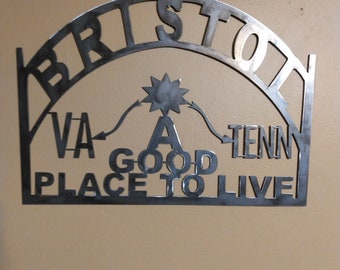 BRISTOL
VA A TENN
GOOD
PLACE TO LIVE